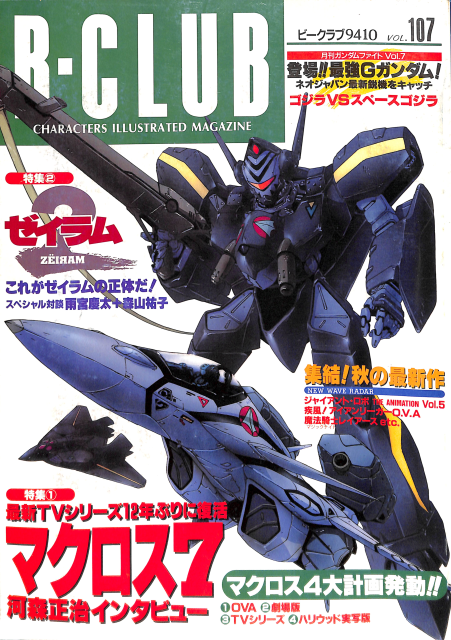 B-CLUB
CHARACTERS ILLUSTRATED MAGAZINE
ビークラブ9410 VOL.107
月刊ガンダムファイト Vol.7
登場!!最強Gガンダム!
ネオジャパン最新鋭機をキャッチ
ゴジラVSスペースゴジラ
特集②
ゼイラム2
ZËIRAM
これがゼイラムの正体だ!
スペシャル対談 雨宮慶太+森山祐子
集結!秋の最新作
NEW WAVE RADAR
ジャイアント・ロボ THE ANIMATION Vol.5
疾風!アイアンリーガーO.V.A
魔法騎士レイアース etc.
マジックナイト
特集①
最新TVシリーズ12年ぶりに復活
マクロス7
河森正治インタビュー
マクロス4大計画発動!!
①OVA ②劇場版
③TVシリーズ ④ハリウッド実写版